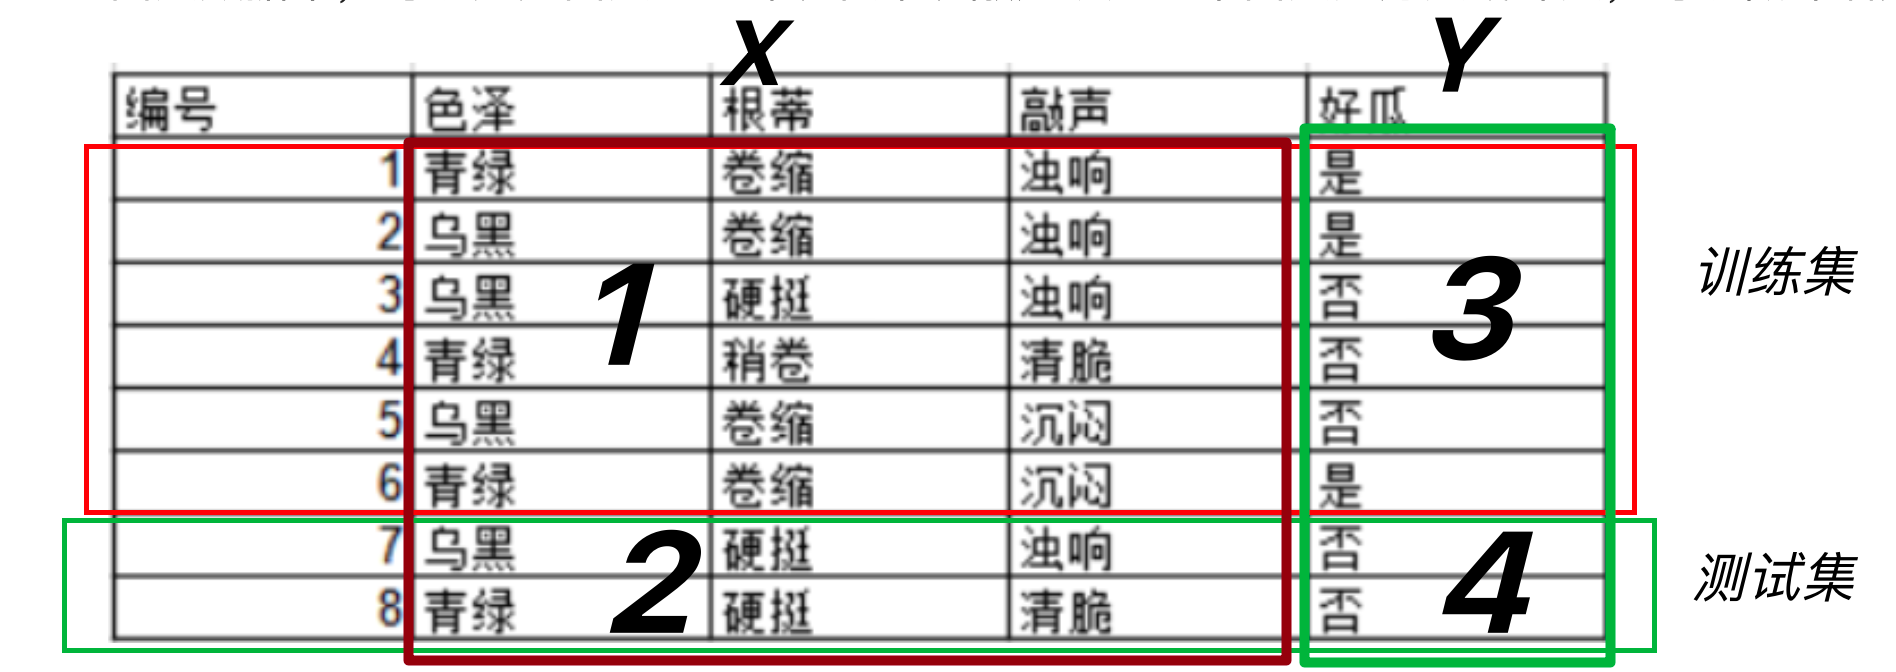 X Y
编号 色泽 根蒂 敲声 好瓜
1 青绿 卷缩 浊响 是
2 乌黑 卷缩 浊响 是
训练集
3 乌黑 硬挺 浊响 否
1 3
4 青绿 稍卷 清脆 否
5 乌黑 卷缩 沉闷 否
6 青绿 卷缩 沉闷 是
7 乌黑 硬挺 浊响 否
2 4
测试集
8 青绿 硬挺 清脆 否